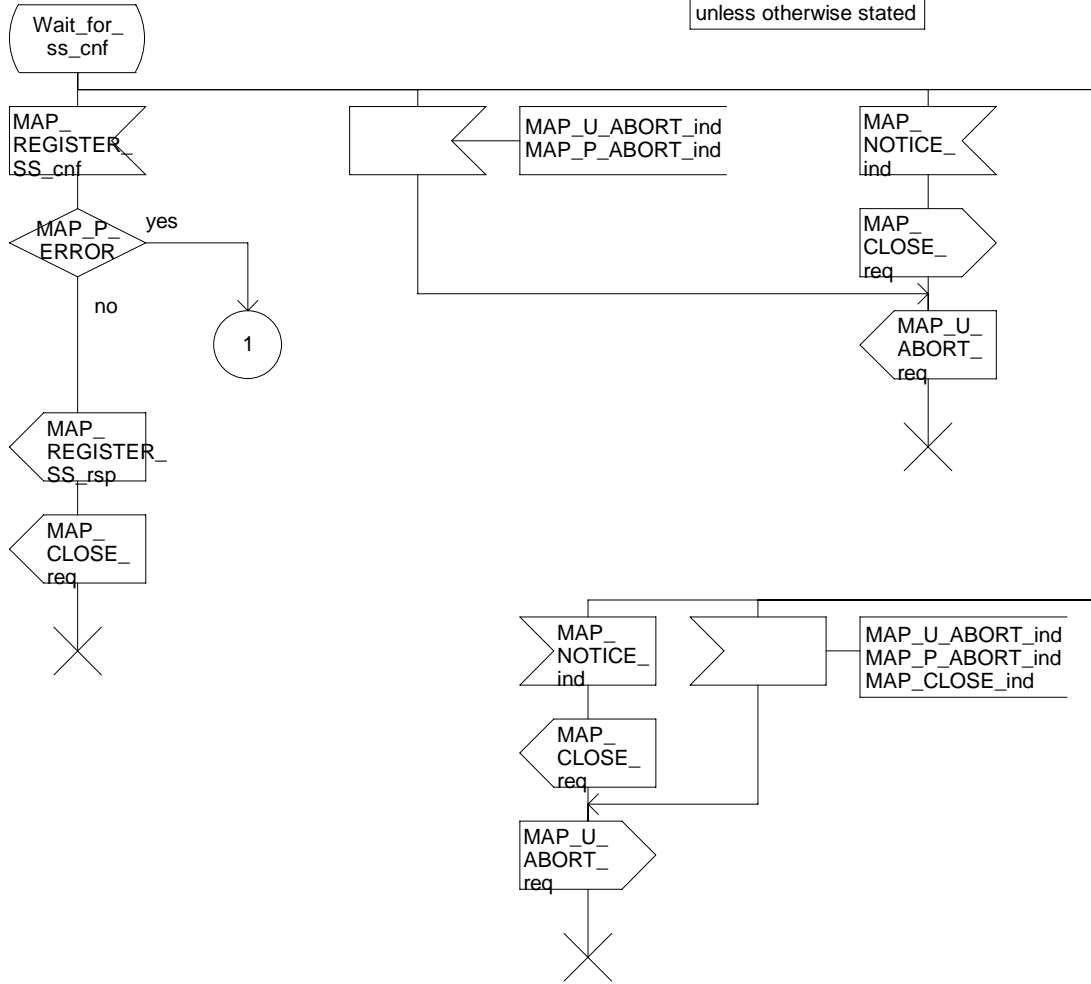 unless otherwise stated
Wait_for_
ss_cnf
MAP_
REGISTER_
SS_cnf
MAP_U_ABORT_ind
MAP_P_ABORT_ind
MAP_
NOTICE_
ind
MAP_P_
ERROR
yes
no
1
MAP_
CLOSE_
req
MAP_U_
ABORT_
req
MAP_
REGISTER_
SS_rsp
MAP_
CLOSE_
req
MAP_
NOTICE_
ind
MAP_U_ABORT_ind
MAP_P_ABORT_ind
MAP_CLOSE_ind
MAP_
CLOSE_
req
MAP_U_
ABORT_
req